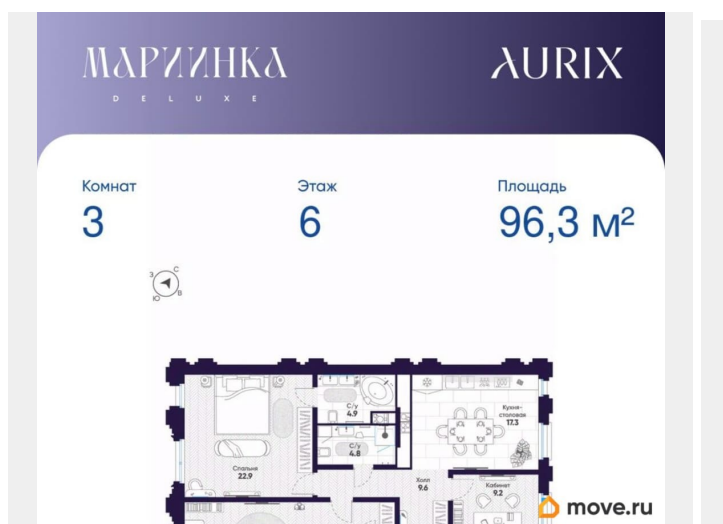 МАРИИНКА
DELUXE
AURIX
Комнат
3
Этаж
6
Площадь
96,3 м²
З
С
Ю
В
С/у
4.9
Кухня-
столовая
17.3
С/у
4.8
Спальня
22.9
Холл
9.6
Кабинет
9.2
move.ru